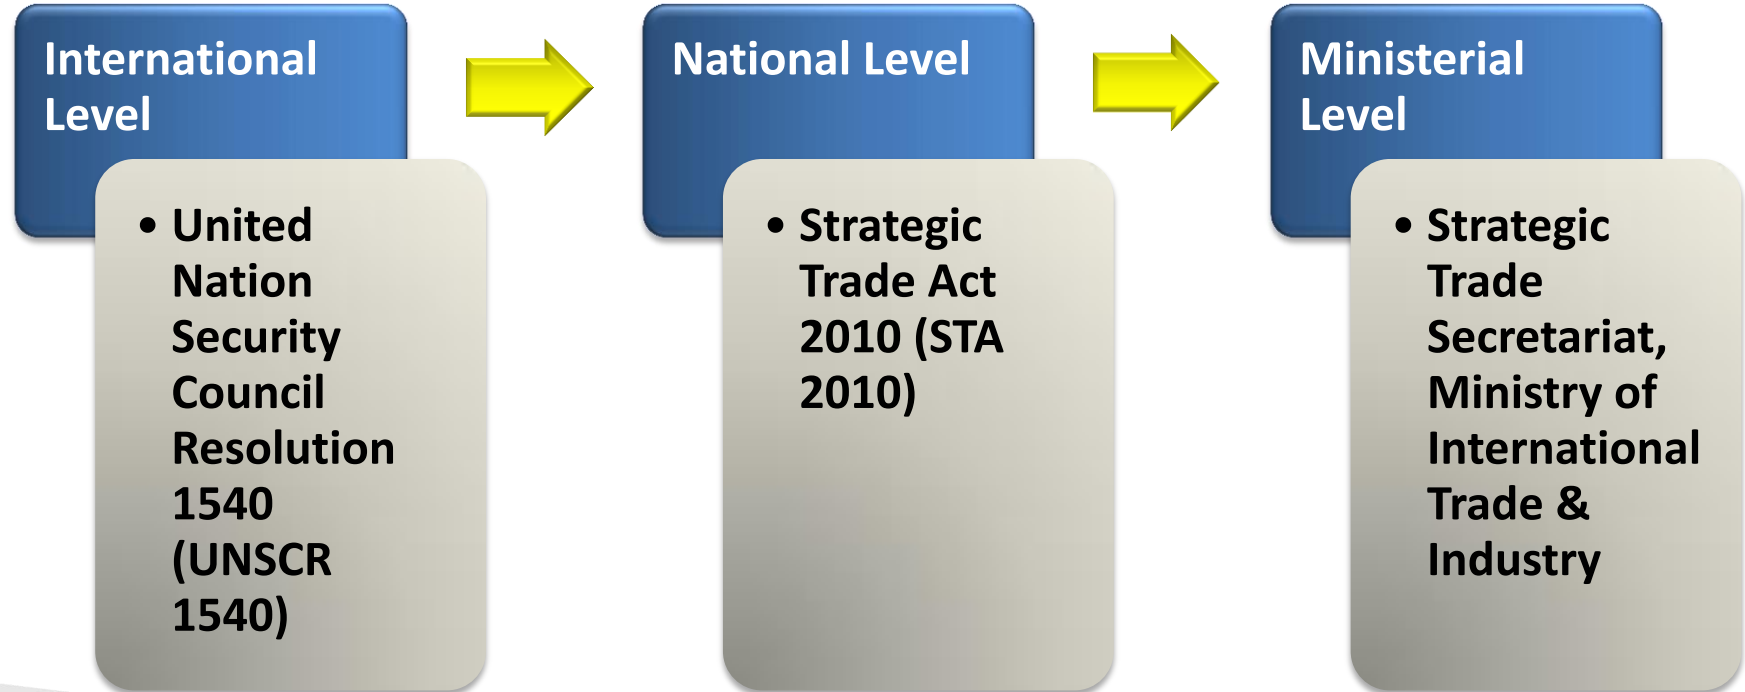 International
Level
• United
Nation
Security
Council
Resolution
1540
(UNSCR
1540)
National Level
• Strategic
Trade Act
2010 (STA
2010)
Ministerial
Level
• Strategic
Trade
Secretariat,
Ministry of
International
Trade &
Industry